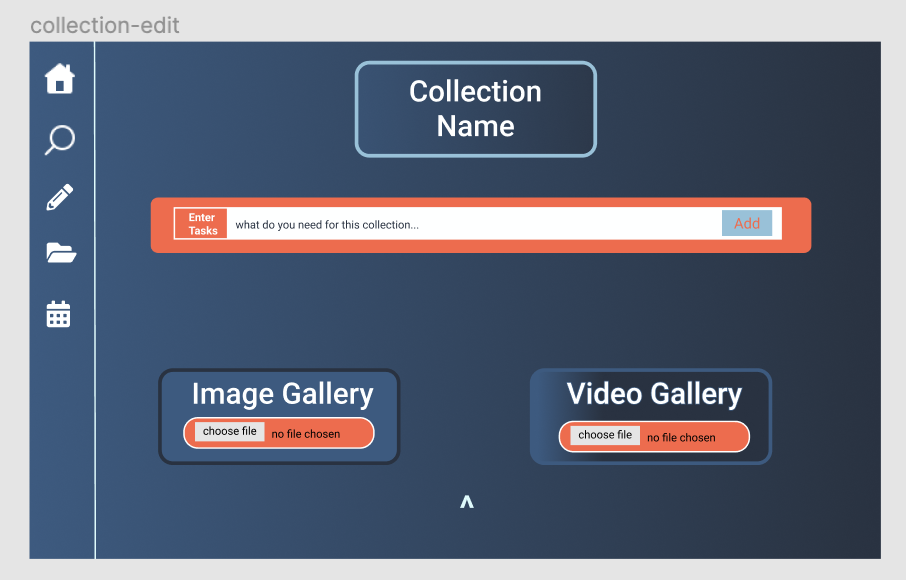 collection-edit
Collection
Name
Enter
Tasks
what do you need for this collection...
Add
Image Gallery
choose file
no file chosen
Video Gallery
choose file
no file chosen
^